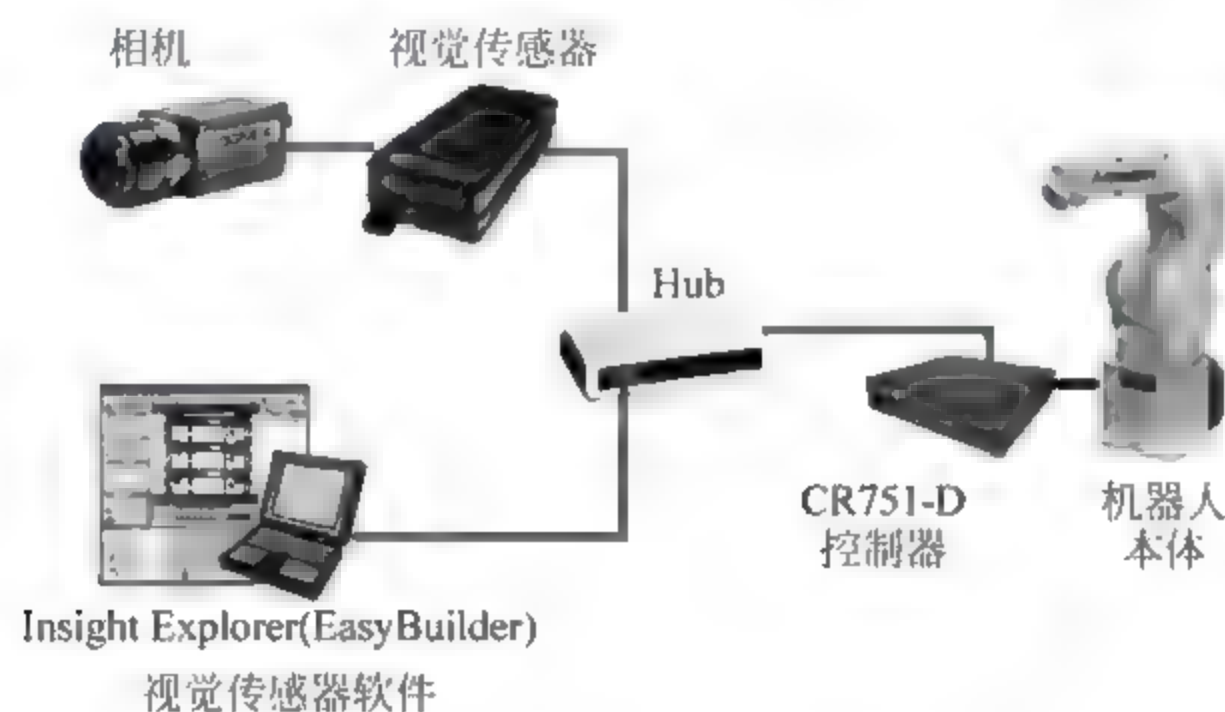 相机
视觉传感器
Hub
CR751-D
控制器
机器人
本体
Insight Explorer(EasyBuilder)
视觉传感器软件